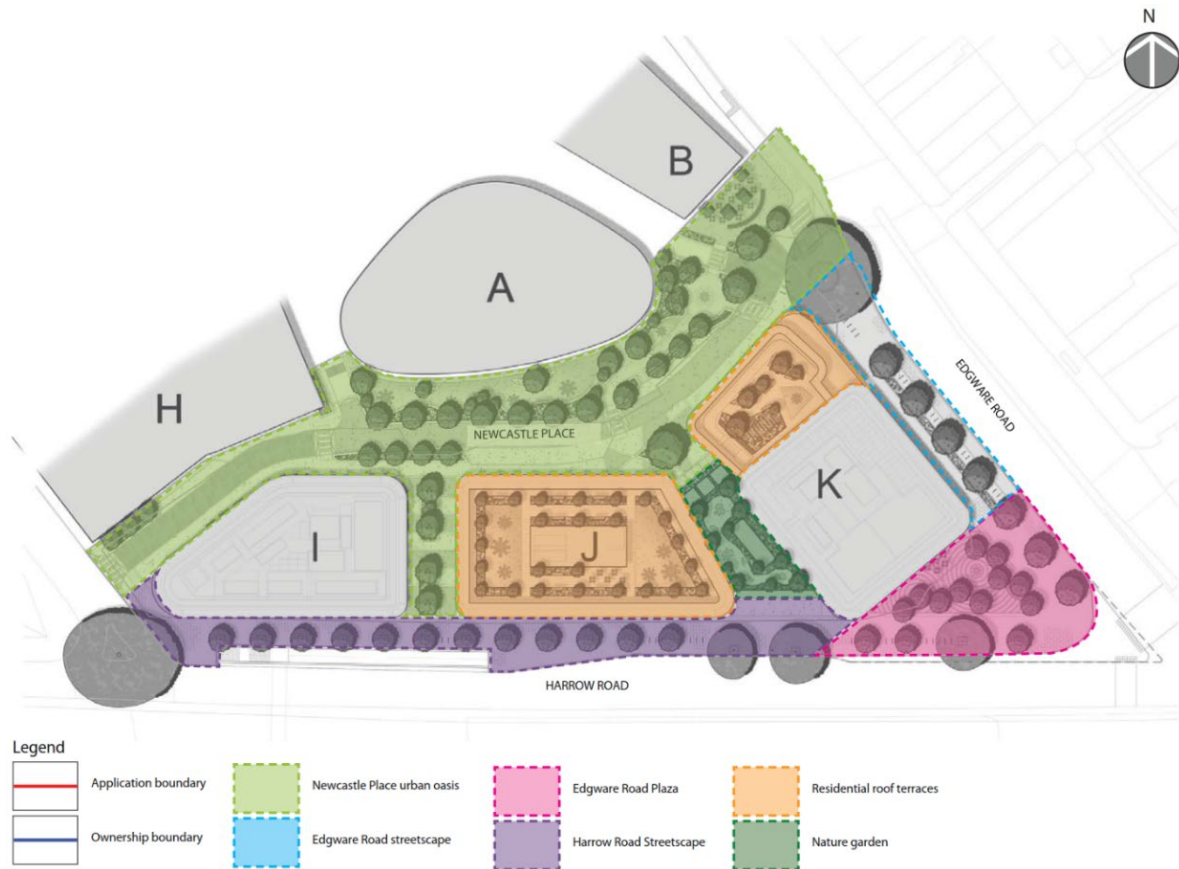 N
B
A
H
EDGWARE ROAD
NEWCASTLE PLACE
K
I
J
HARROW ROAD
Legend
Application boundary
Newcastle Place urban oasis
Edgware Road Plaza
Residential roof terraces
Ownership boundary
Edgware Road streetscape
Harrow Road Streetscape
Nature garden